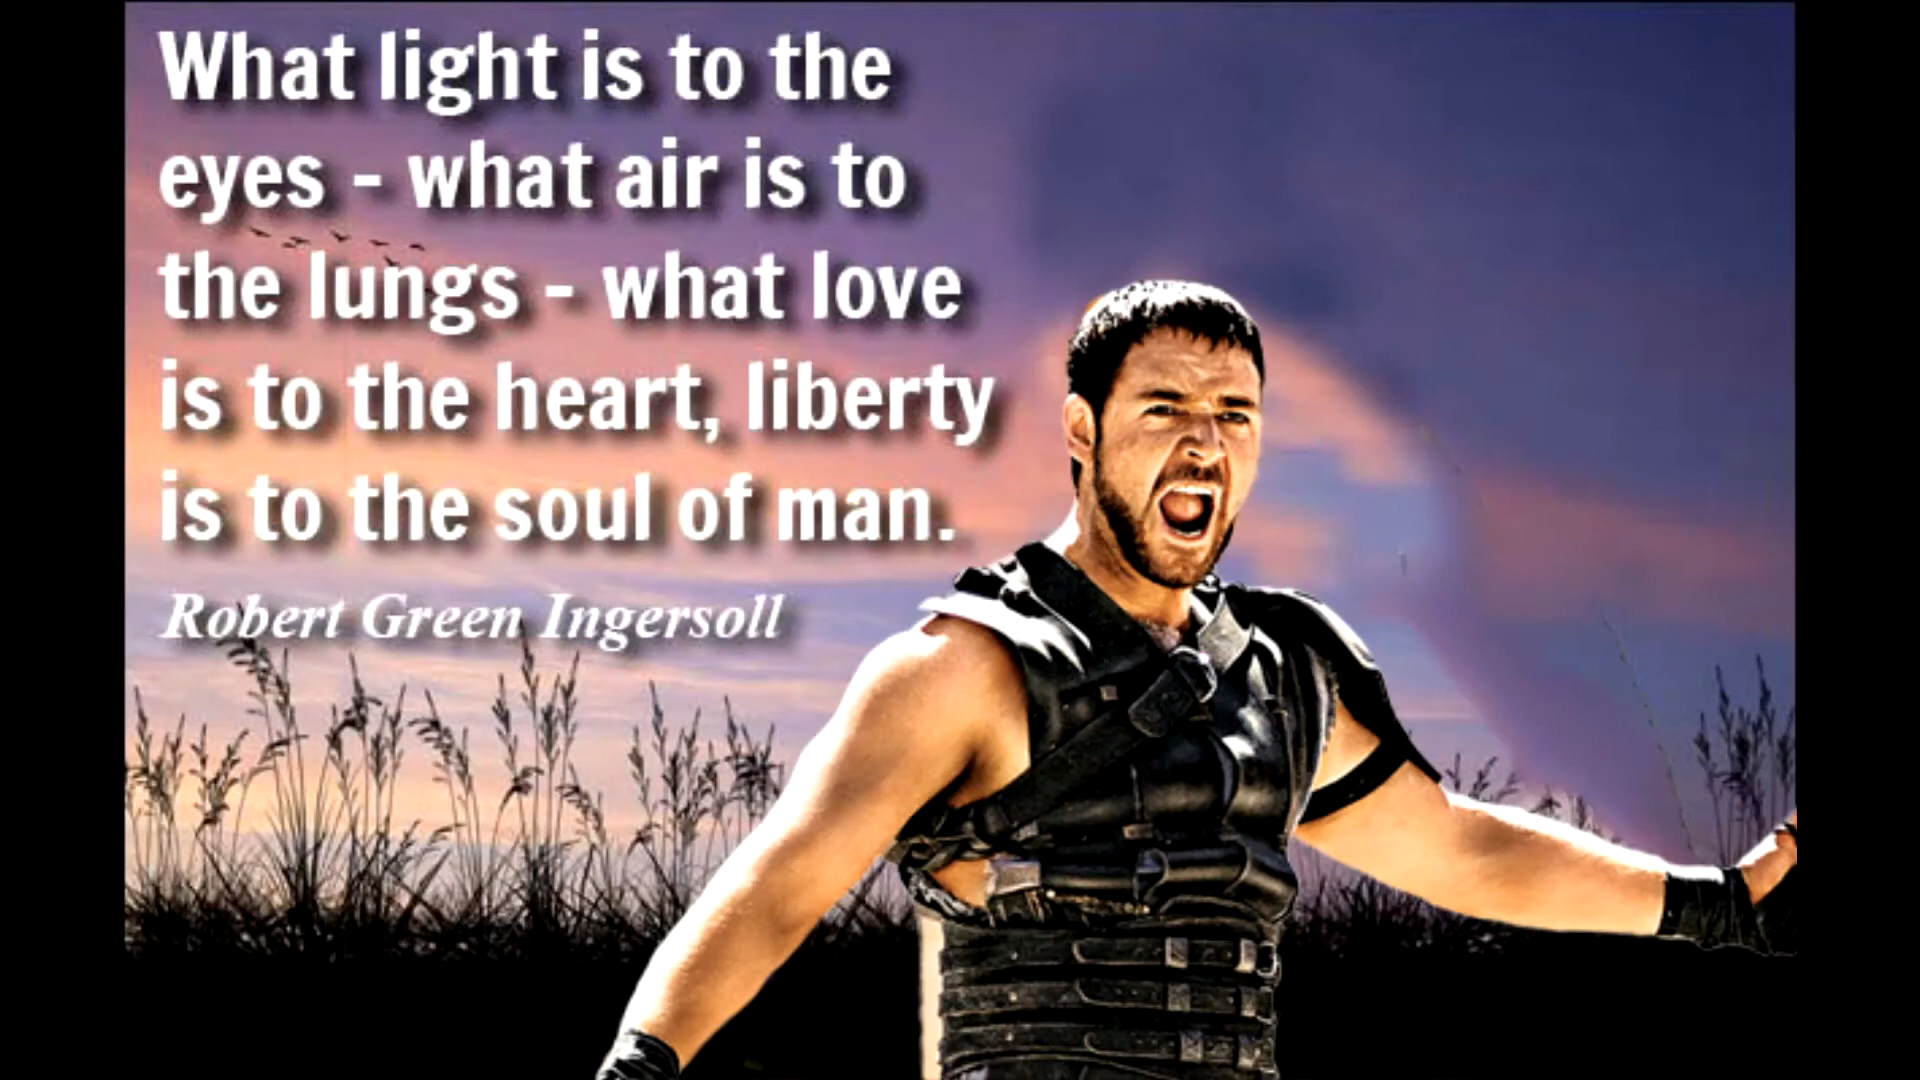 What light is to the
eyes - what air is to
the lungs - what love
is to the heart, liberty
is to the soul of man.
Robert Green Ingersoll